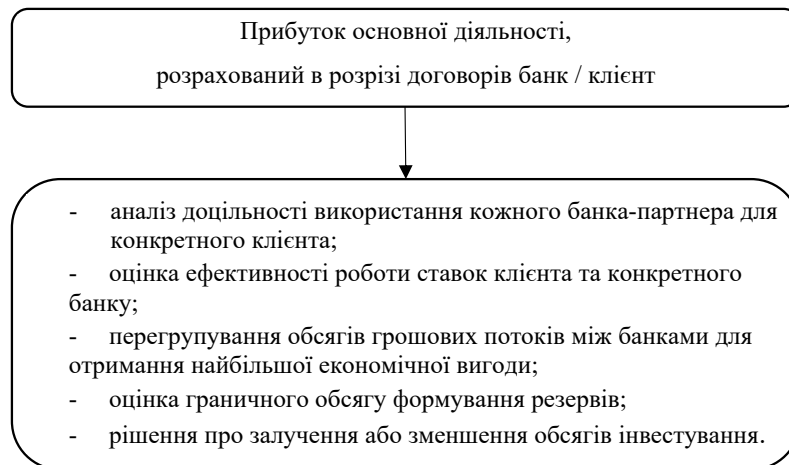 Прибуток основної діяльності,
розрахований в розрізі договорів банк / клієнт
- аналіз доцільності використання кожного банка-партнера для
конкретного клієнта;
- оцінка ефективності роботи ставок клієнта та конкретного
банку;
- перегрупування обсягів грошових потоків між банками для
отримання найбільшої економічної вигоди;
- оцінка граничного обсягу формування резервів;
- рішення про залучення або зменшення обсягів інвестування.